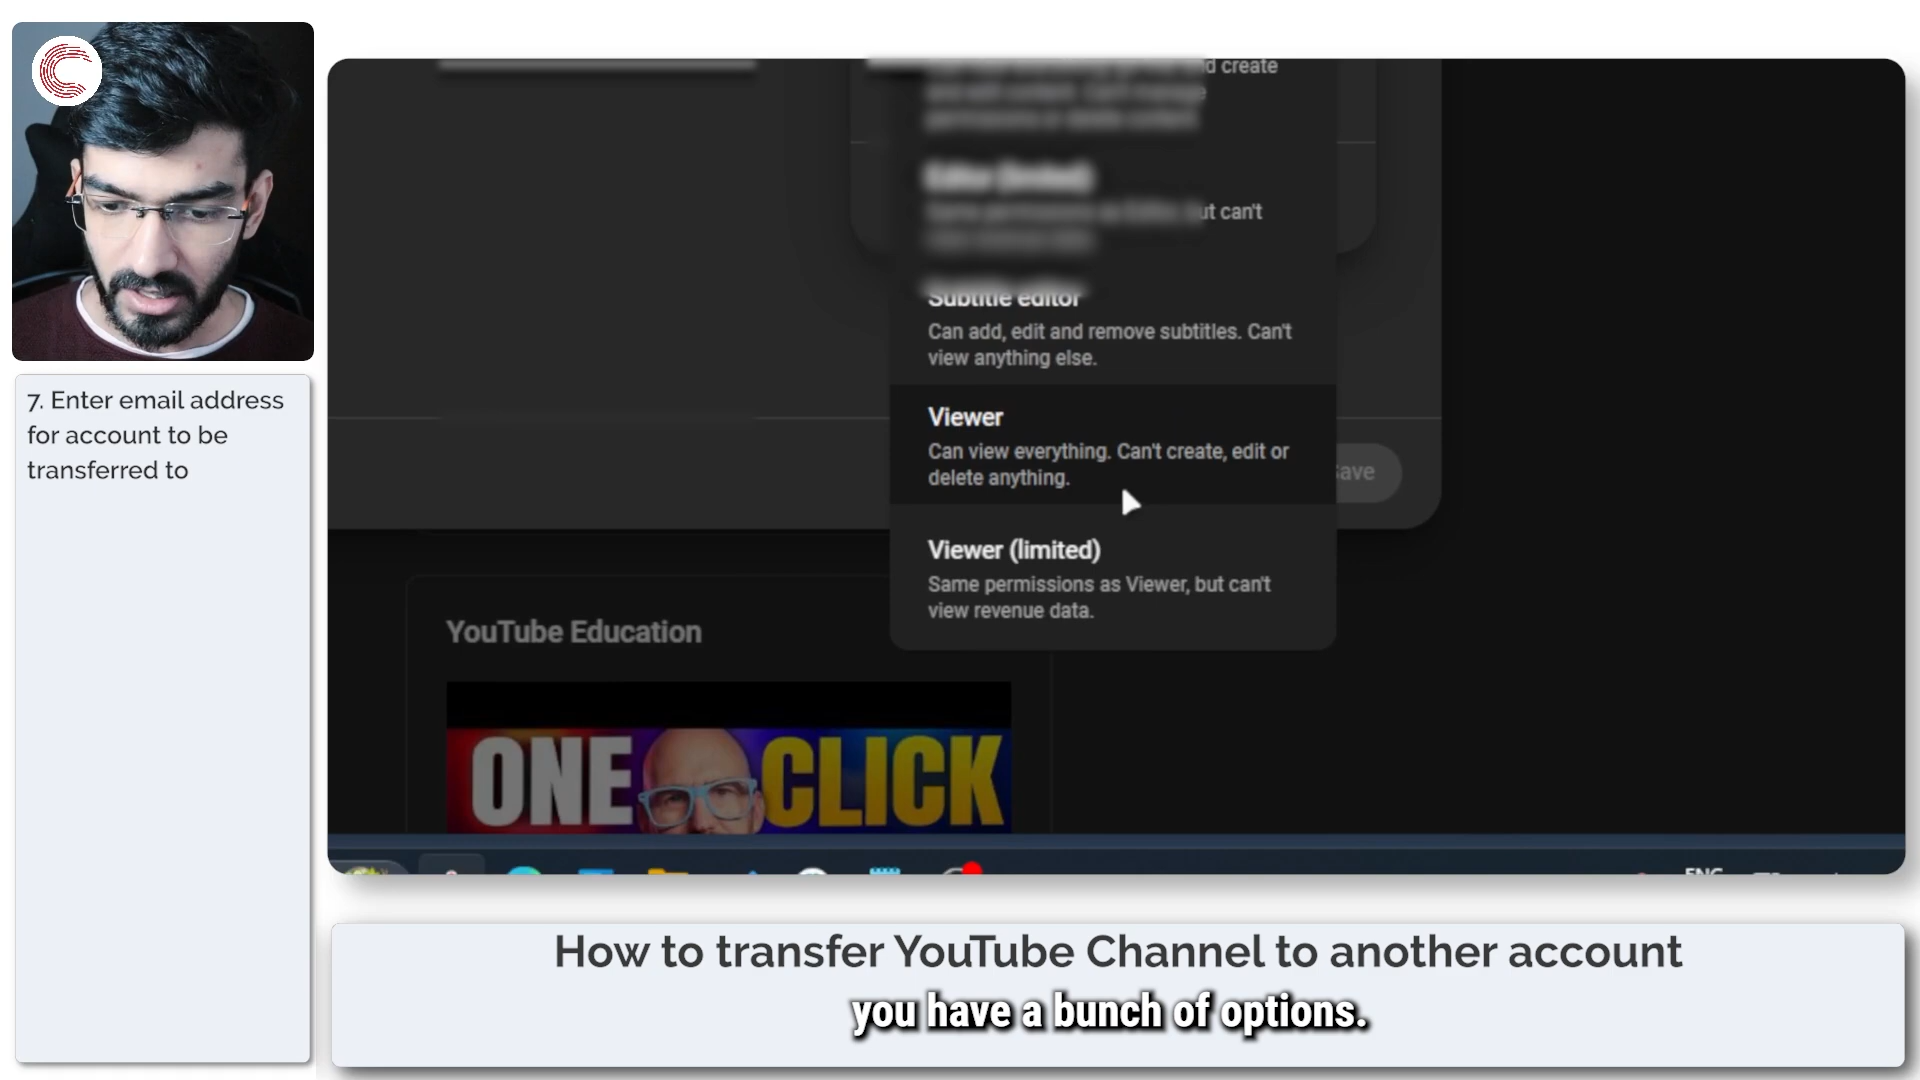 7. Enter email address
for account to be
transferred to
d create
ut can't
Subtitle editor
Can add, edit and remove subtitles. Can't
view anything else.
Viewer
Can view everything. Can't create, edit or
delete anything.
Viewer (limited)
Same permissions as Viewer, but can't
view revenue data.
ave
YouTube Education
ONE CLICK
ENG
How to transfer YouTube Channel to another account
you have a bunch of options.